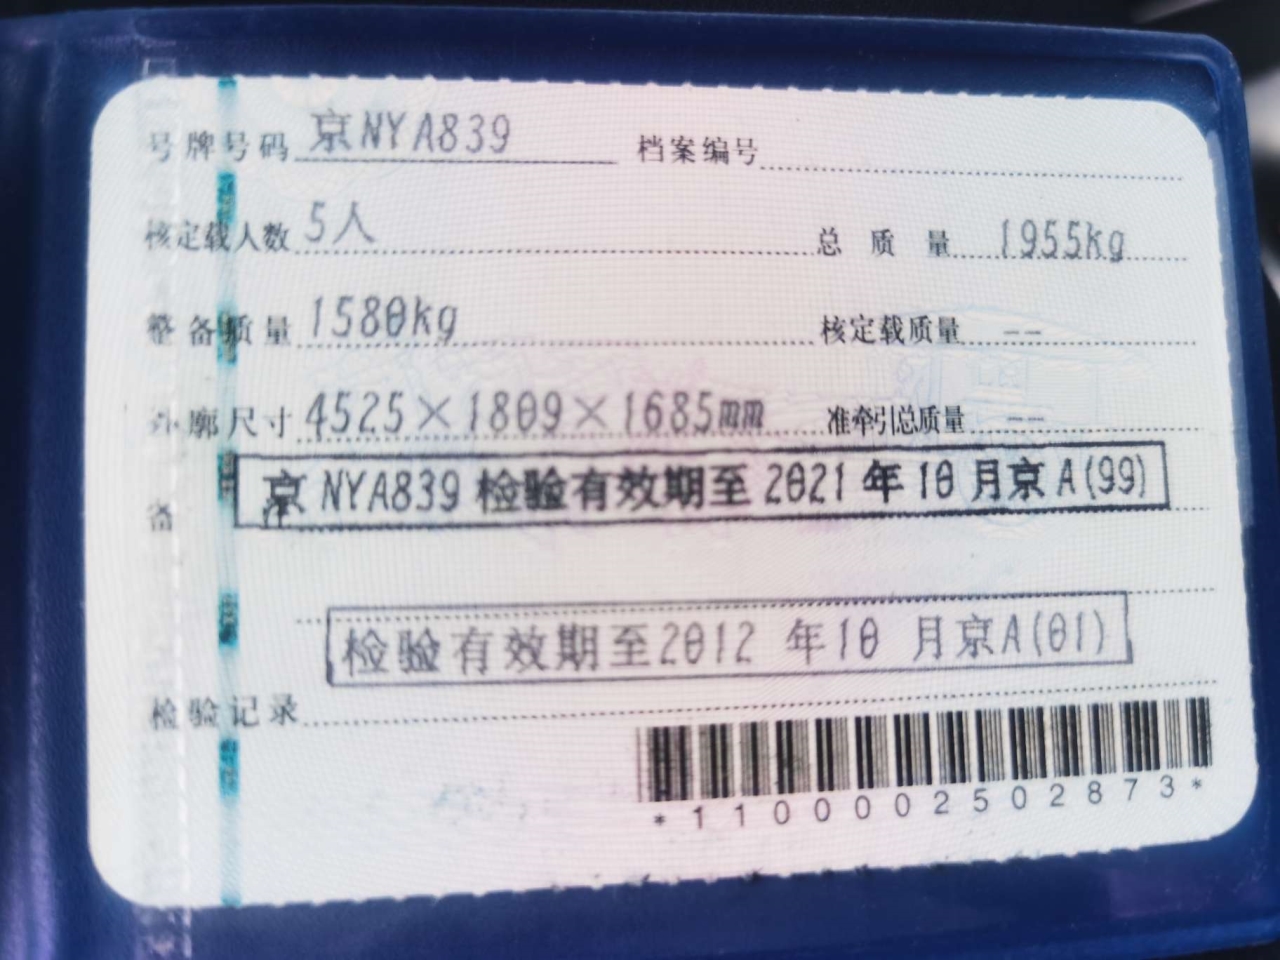 号牌号码 京NYA839 档案编号
核定载人数 5人 总质量 1955kg
整备质量 1580kg 核定载质量 --
外廓尺寸 4525×1809×1685mm 准牵引总质量 --
京NYA839检验有效期至2021年10月京A(99)
备
检验有效期至2012 年10 月京A(01)
检验记录
*1100002502873*